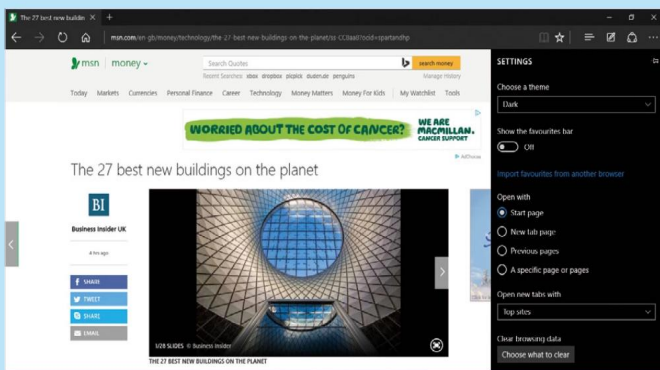 The 27 best new buildin
msn.com/en-gb/money/technology/the-27-best-new-buildings-on-the-planet/ss-CCIIaaII?ocid=spartandhp
msn money
Search Quotes
search money
Recent Searches xbox dropbox plspick duden.de penguins
Manage History
Today Markets Currencies Personal Finance Career Technology Money Matters Money For Kids My Watchlist Tools
WORRIED ABOUT THE COST OF CANCER?
WE ARE
MACMILLAN.
CANCER SUPPORT
AdChoices
The 27 best new buildings on the planet
BI
Business Insider UK
4 hrs ago
SHARE
TWEET
SHARE
EMAIL
1/28 SLIDES © Business Insider
THE 27 BEST NEW BUILDINGS ON THE PLANET
SETTINGS
Choose a theme
Dark
Show the favourites bar
Off
Import favourites from another browser
Open with
Start page
New tab page
Previous pages
A specific page or pages
Open new tabs with
Top sites
Clear browsing data
Choose what to clear